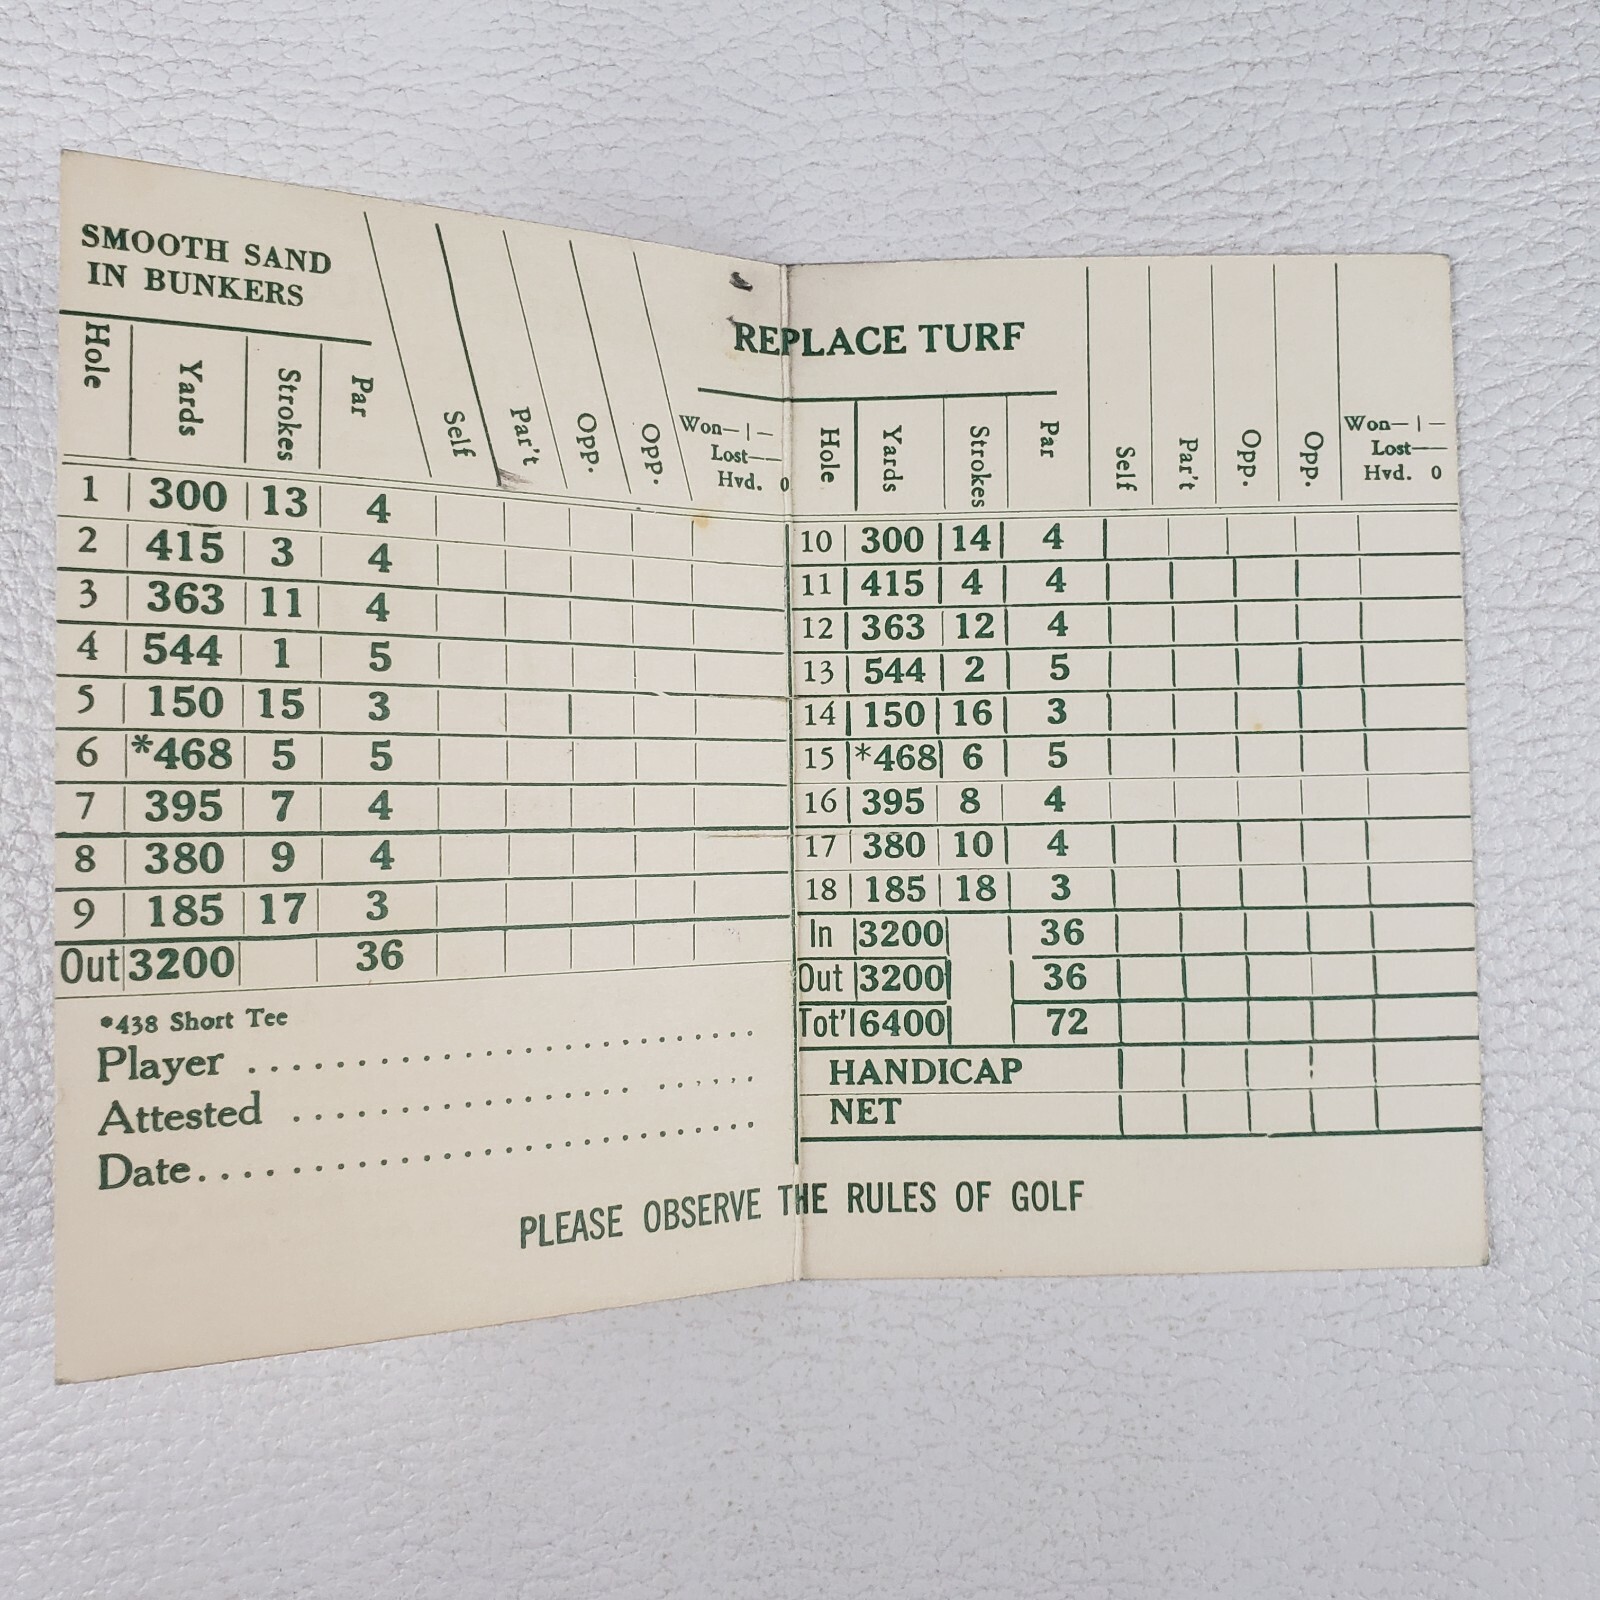 SMOOTH SAND
IN BUNKERS
Hole Yards Strokes Par Self Par't Opp. Opp. Won— | —
Lost——
Hvd. 0
1 300 13 4
2 415 3 4
3 363 11 4
4 544 1 5
5 150 15 3
6 *468 5 5
7 395 7 4
8 380 9 4
9 185 17 3
Out 3200 36
*438 Short Tee
Player
Attested
Date
REPLACE TURF
Hole Yards Strokes Par Self Par't Opp. Opp. Won— | —
Lost——
Hvd. 0
10 300 14 4
11 415 4 4
12 363 12 4
13 544 2 5
14 150 16 3
15 *468 6 5
16 395 8 4
17 380 10 4
18 185 18 3
In 3200 36
Out 3200 36
Tot'l 6400 72
HANDICAP
NET
PLEASE OBSERVE THE RULES OF GOLF